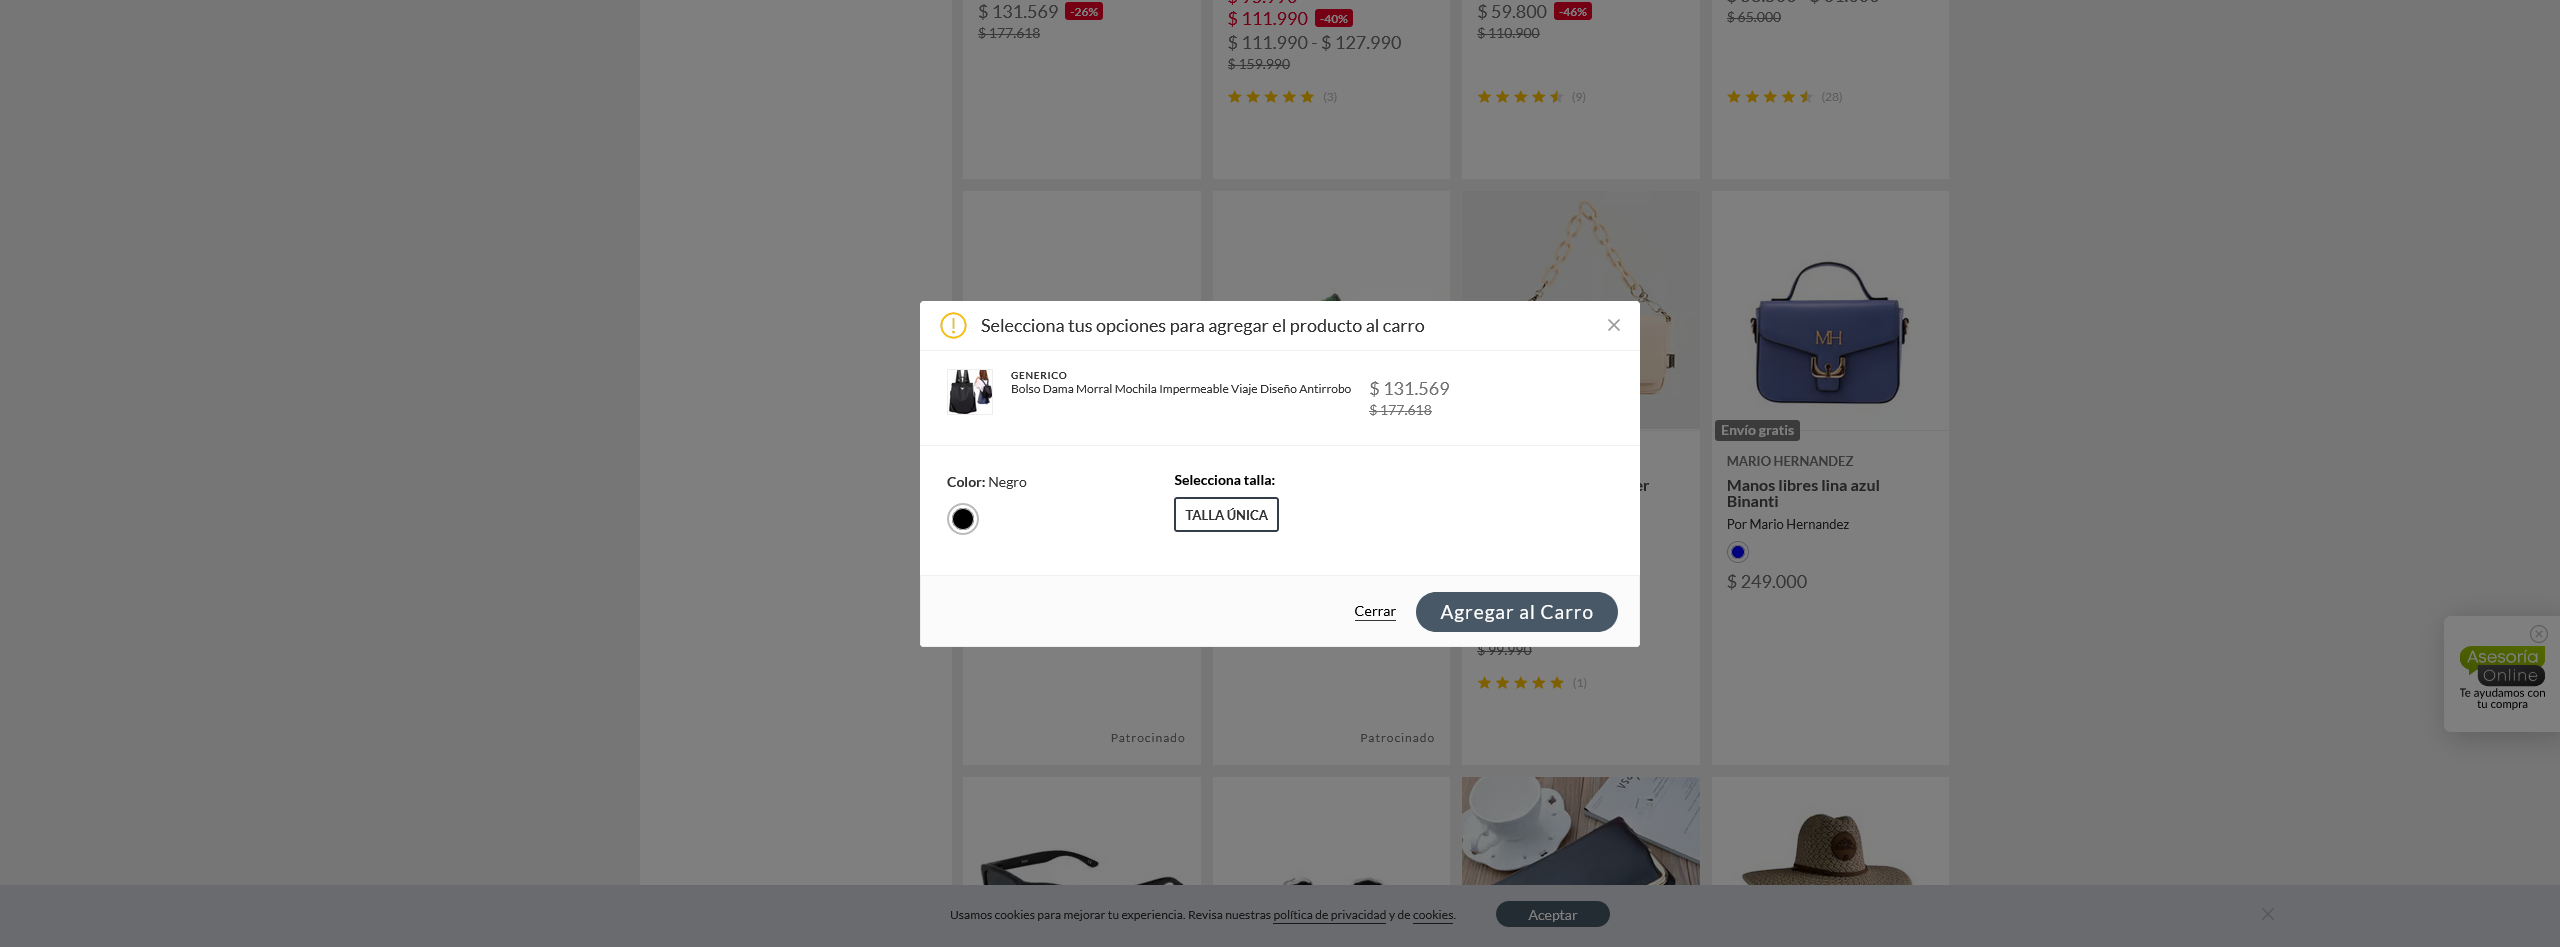 $ 131.569 -26%
$ 177.618
$ 111.990 -40%
$ 111.990 - $ 127.990
$ 159.990
(3)
$ 59.800 -46%
$ 110.900
(9)
$ 65.000
(28)
Selecciona tus opciones para agregar el producto al carro
GENERICO
Bolso Dama Morral Mochila Impermeable Viaje Diseño Antirrobo
$ 131.569
$ 177.618
Color: Negro
Selecciona talla:
TALLA ÚNICA
Cerrar
Agregar al Carro
MH
Envío gratis
MARIO HERNANDEZ
Manos libres lina azul
Binanti
Por Mario Hernandez
$ 249.000
$ 99.990
(1)
Patrocinado
Patrocinado
Asesoría
Online
Te ayudamos con
tu compra
Usamos cookies para mejorar tu experiencia. Revisa nuestras política de privacidad y de cookies.
Aceptar